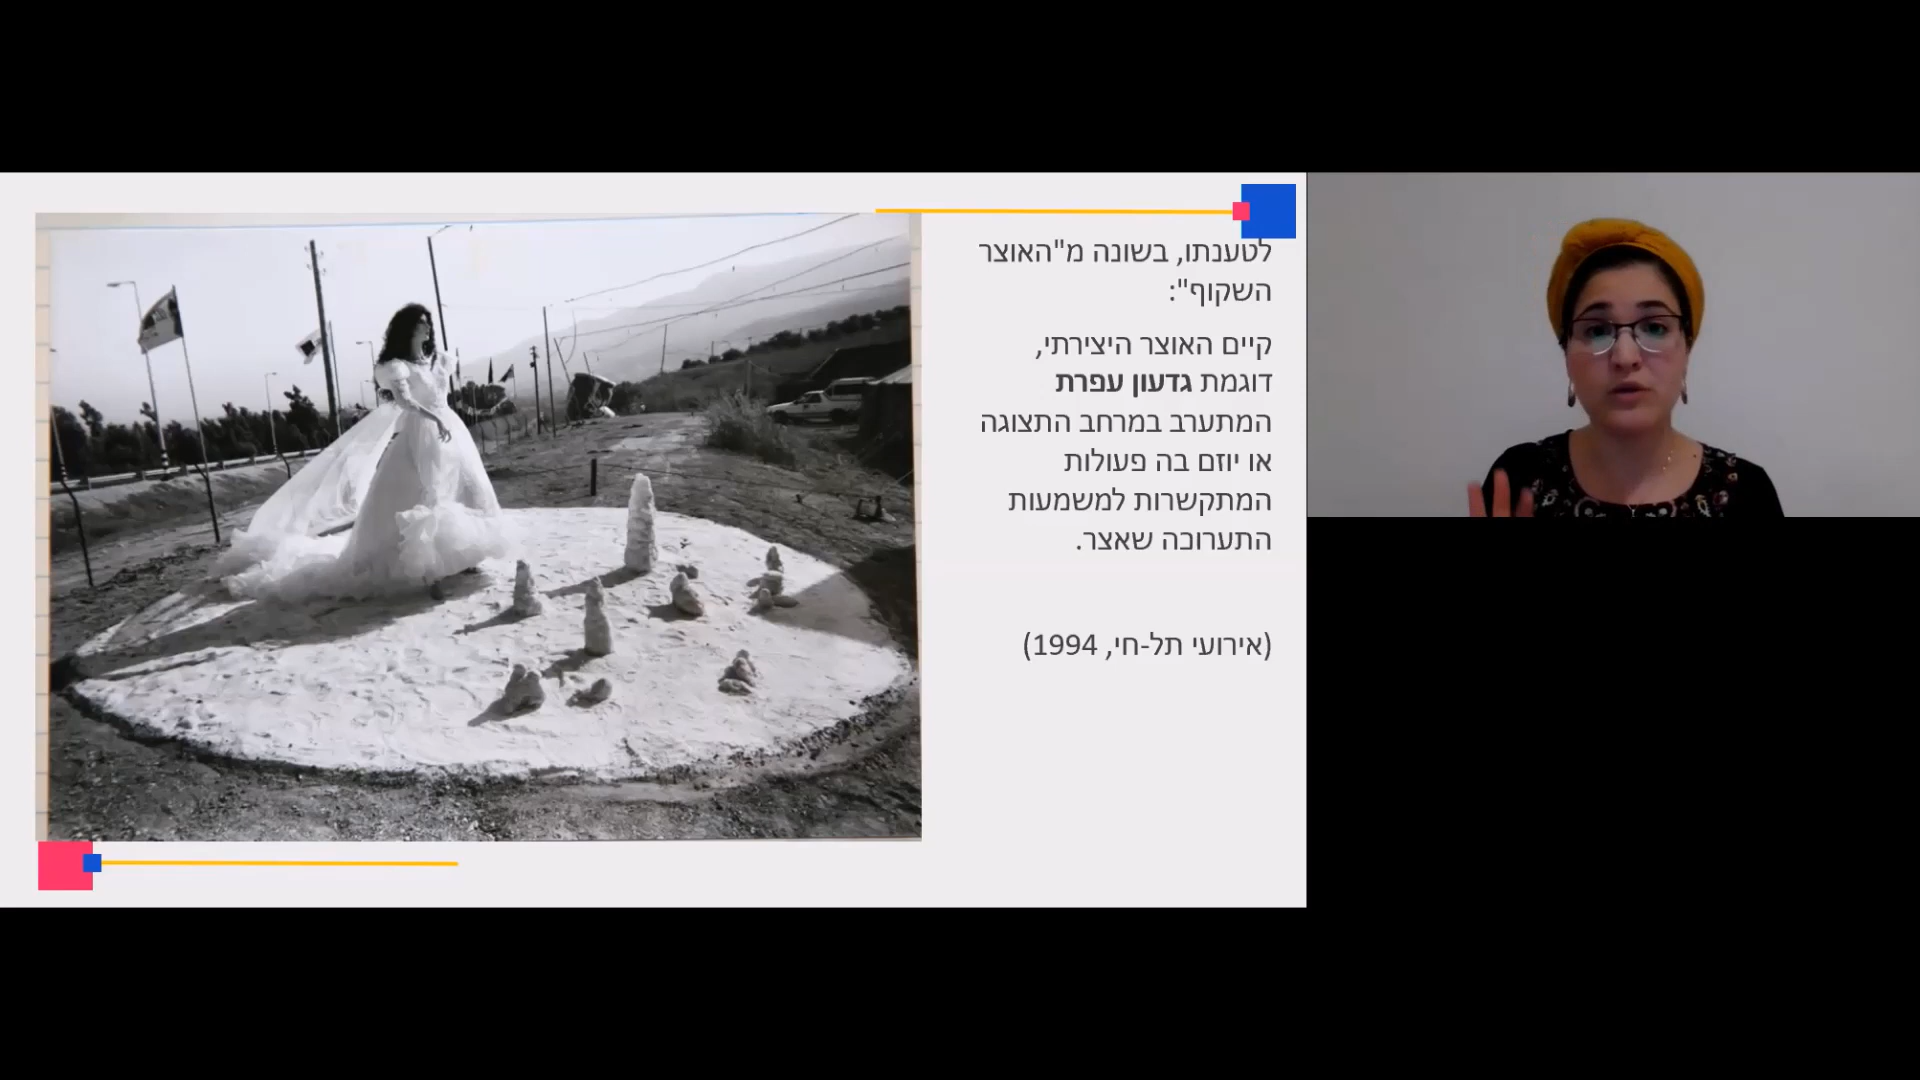 לטענתו, בשונה מ"האוצר
השקוף":
קיים האוצר היצירתי,
דוגמת גדעון עפרת
המתערב במרחב התצוגה
או יוזם בה פעולות
המתקשרות למשמעות
התערוכה שאצר.
(אירועי תל-חי, 1994)